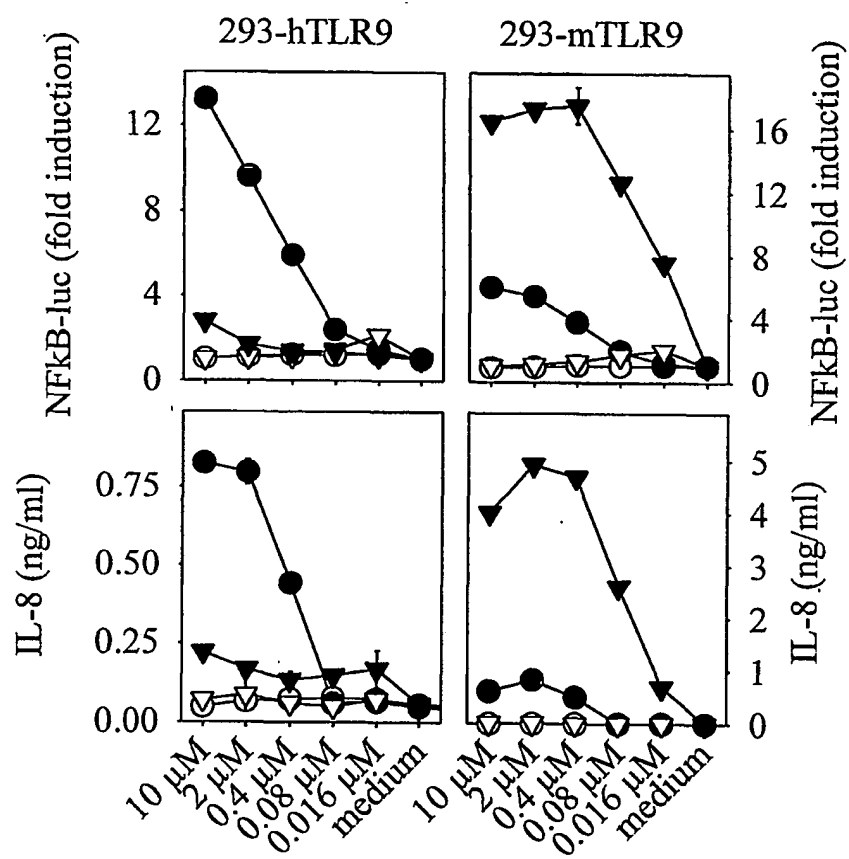 293-hTLR9 293-mTLR9
NFkB-luc (fold induction)
12
8
4
0
16
12
8
4
0
NFkB-luc (fold induction)
IL-8 (ng/ml)
0.75
0.50
0.25
0.00
5
4
3
2
1
0
IL-8 (ng/ml)
10 µM
2 µM
0.4 µM
0.08 µM
0.016 µM
medium
10 µM
2 µM
0.4 µM
0.08 µM
0.016 µM
medium